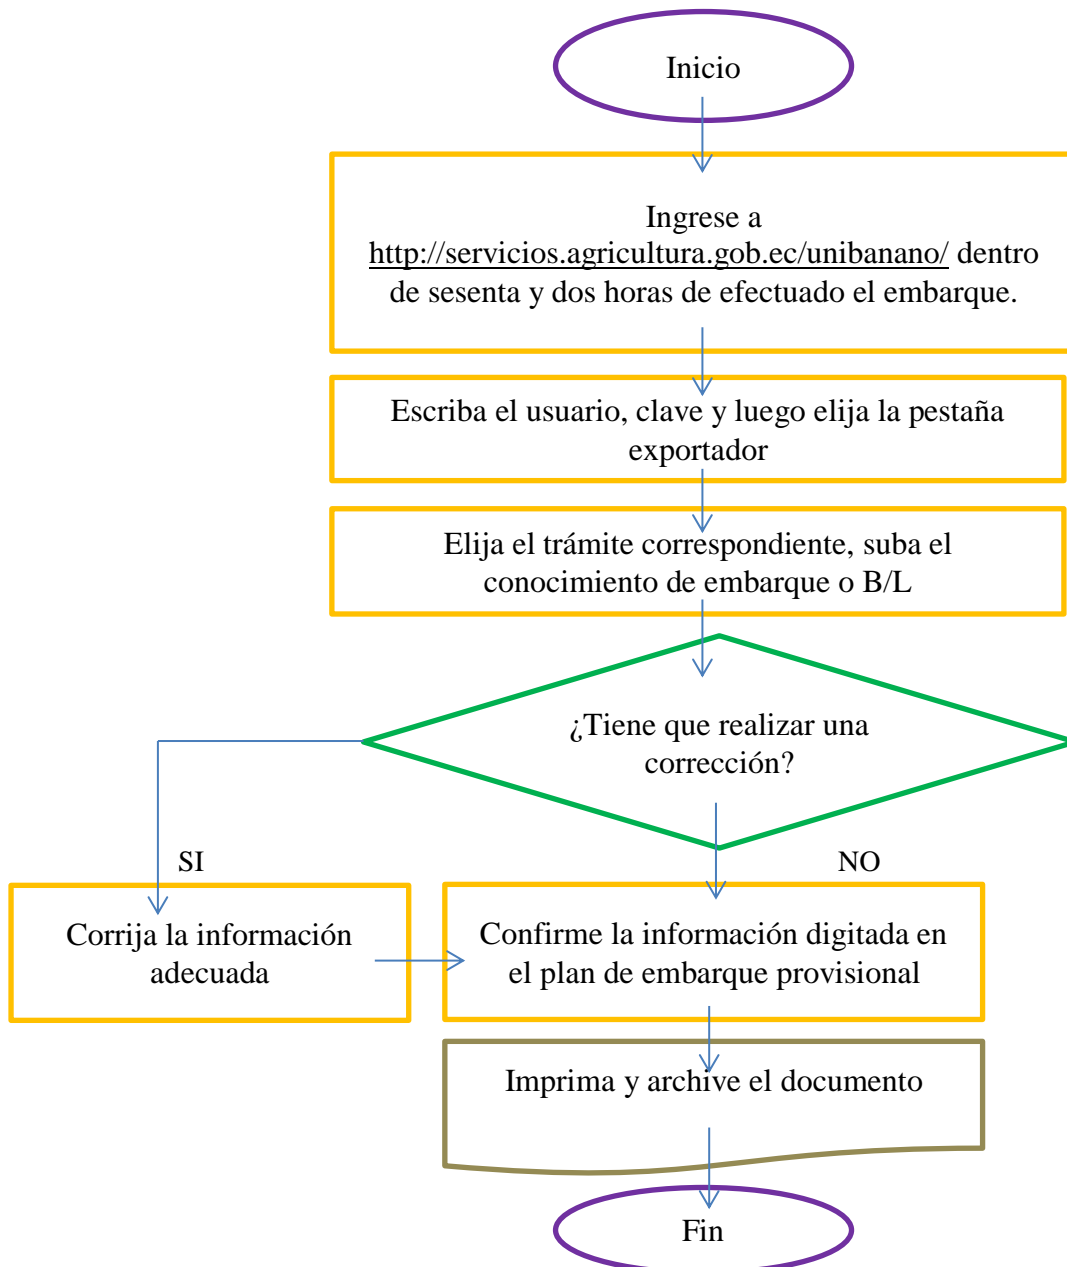 Inicio
Ingrese a
http://servicios.agricultura.gob.ec/unibanano/ dentro
de sesenta y dos horas de efectuado el embarque.
Escriba el usuario, clave y luego elija la pestaña
exportador
Elija el trámite correspondiente, suba el
conocimiento de embarque o B/L
¿Tiene que realizar una
corrección?
SI
NO
Corrija la información
adecuada
Confirme la información digitada en
el plan de embarque provisional
Imprima y archive el documento
Fin